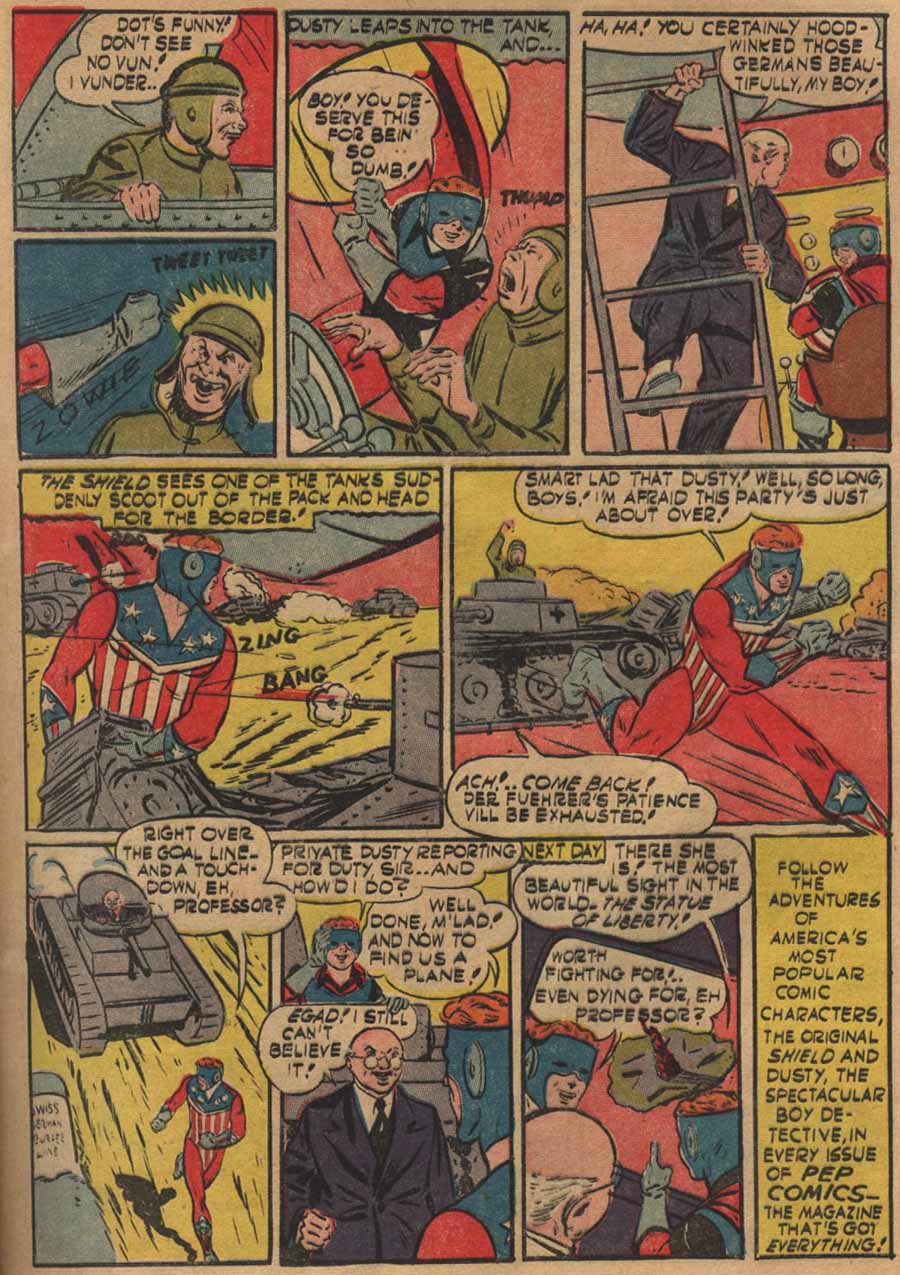 DOT'S FUNNY!
DON'T SEE
NO VUN!
I VUNDER..
TWEET TWEET
ZOWIE
DUSTY LEAPS INTO THE TANK,
AND...
BOY! YOU DE-
SERVE THIS
FOR BEIN'
SO
DUMB!
THUMP
HA, HA! YOU CERTAINLY HOOD-
WINKED THOSE
GERMANS BEAU-
TIFULLY, MY BOY!
THE SHIELD SEES ONE OF THE TANKS SUD-
DENLY SCOOT OUT OF THE PACK AND HEAD
FOR THE BORDER!
ZING
BANG
SMART LAD THAT DUSTY! WELL, SO LONG,
BOYS! I'M AFRAID THIS PARTY'S JUST
ABOUT OVER!
ACH!.. COME BACK!
DER FUEHRER'S PATIENCE
VILL BE EXHAUSTED!
RIGHT OVER
THE GOAL LINE-
AND A TOUCH-
DOWN, EH,
PROFESSOR?
SWISS
GERMAN
LINE
PRIVATE DUSTY REPORTING
FOR DUTY, SIR...AND
HOW'D I DO?
WELL
DONE, M'LAD!
AND NOW TO
FIND US A
PLANE!
EGAD! I STILL
CAN'T
BELIEVE
IT!
NEXT DAY
THERE SHE
IS! THE MOST
BEAUTIFUL SIGHT IN THE
WORLD- THE STATUE
OF LIBERTY!
WORTH
FIGHTING FOR!..
EVEN DYING FOR, EH
PROFESSOR?
FOLLOW
THE
ADVENTURES
OF
AMERICA'S
MOST
POPULAR
COMIC
CHARACTERS,
THE ORIGINAL
SHIELD AND
DUSTY, THE
SPECTACULAR
BOY DE-
TECTIVE, IN
EVERY ISSUE
OF PEP
COMICS-
THE MAGAZINE
THAT'S GOT
EVERYTHING!